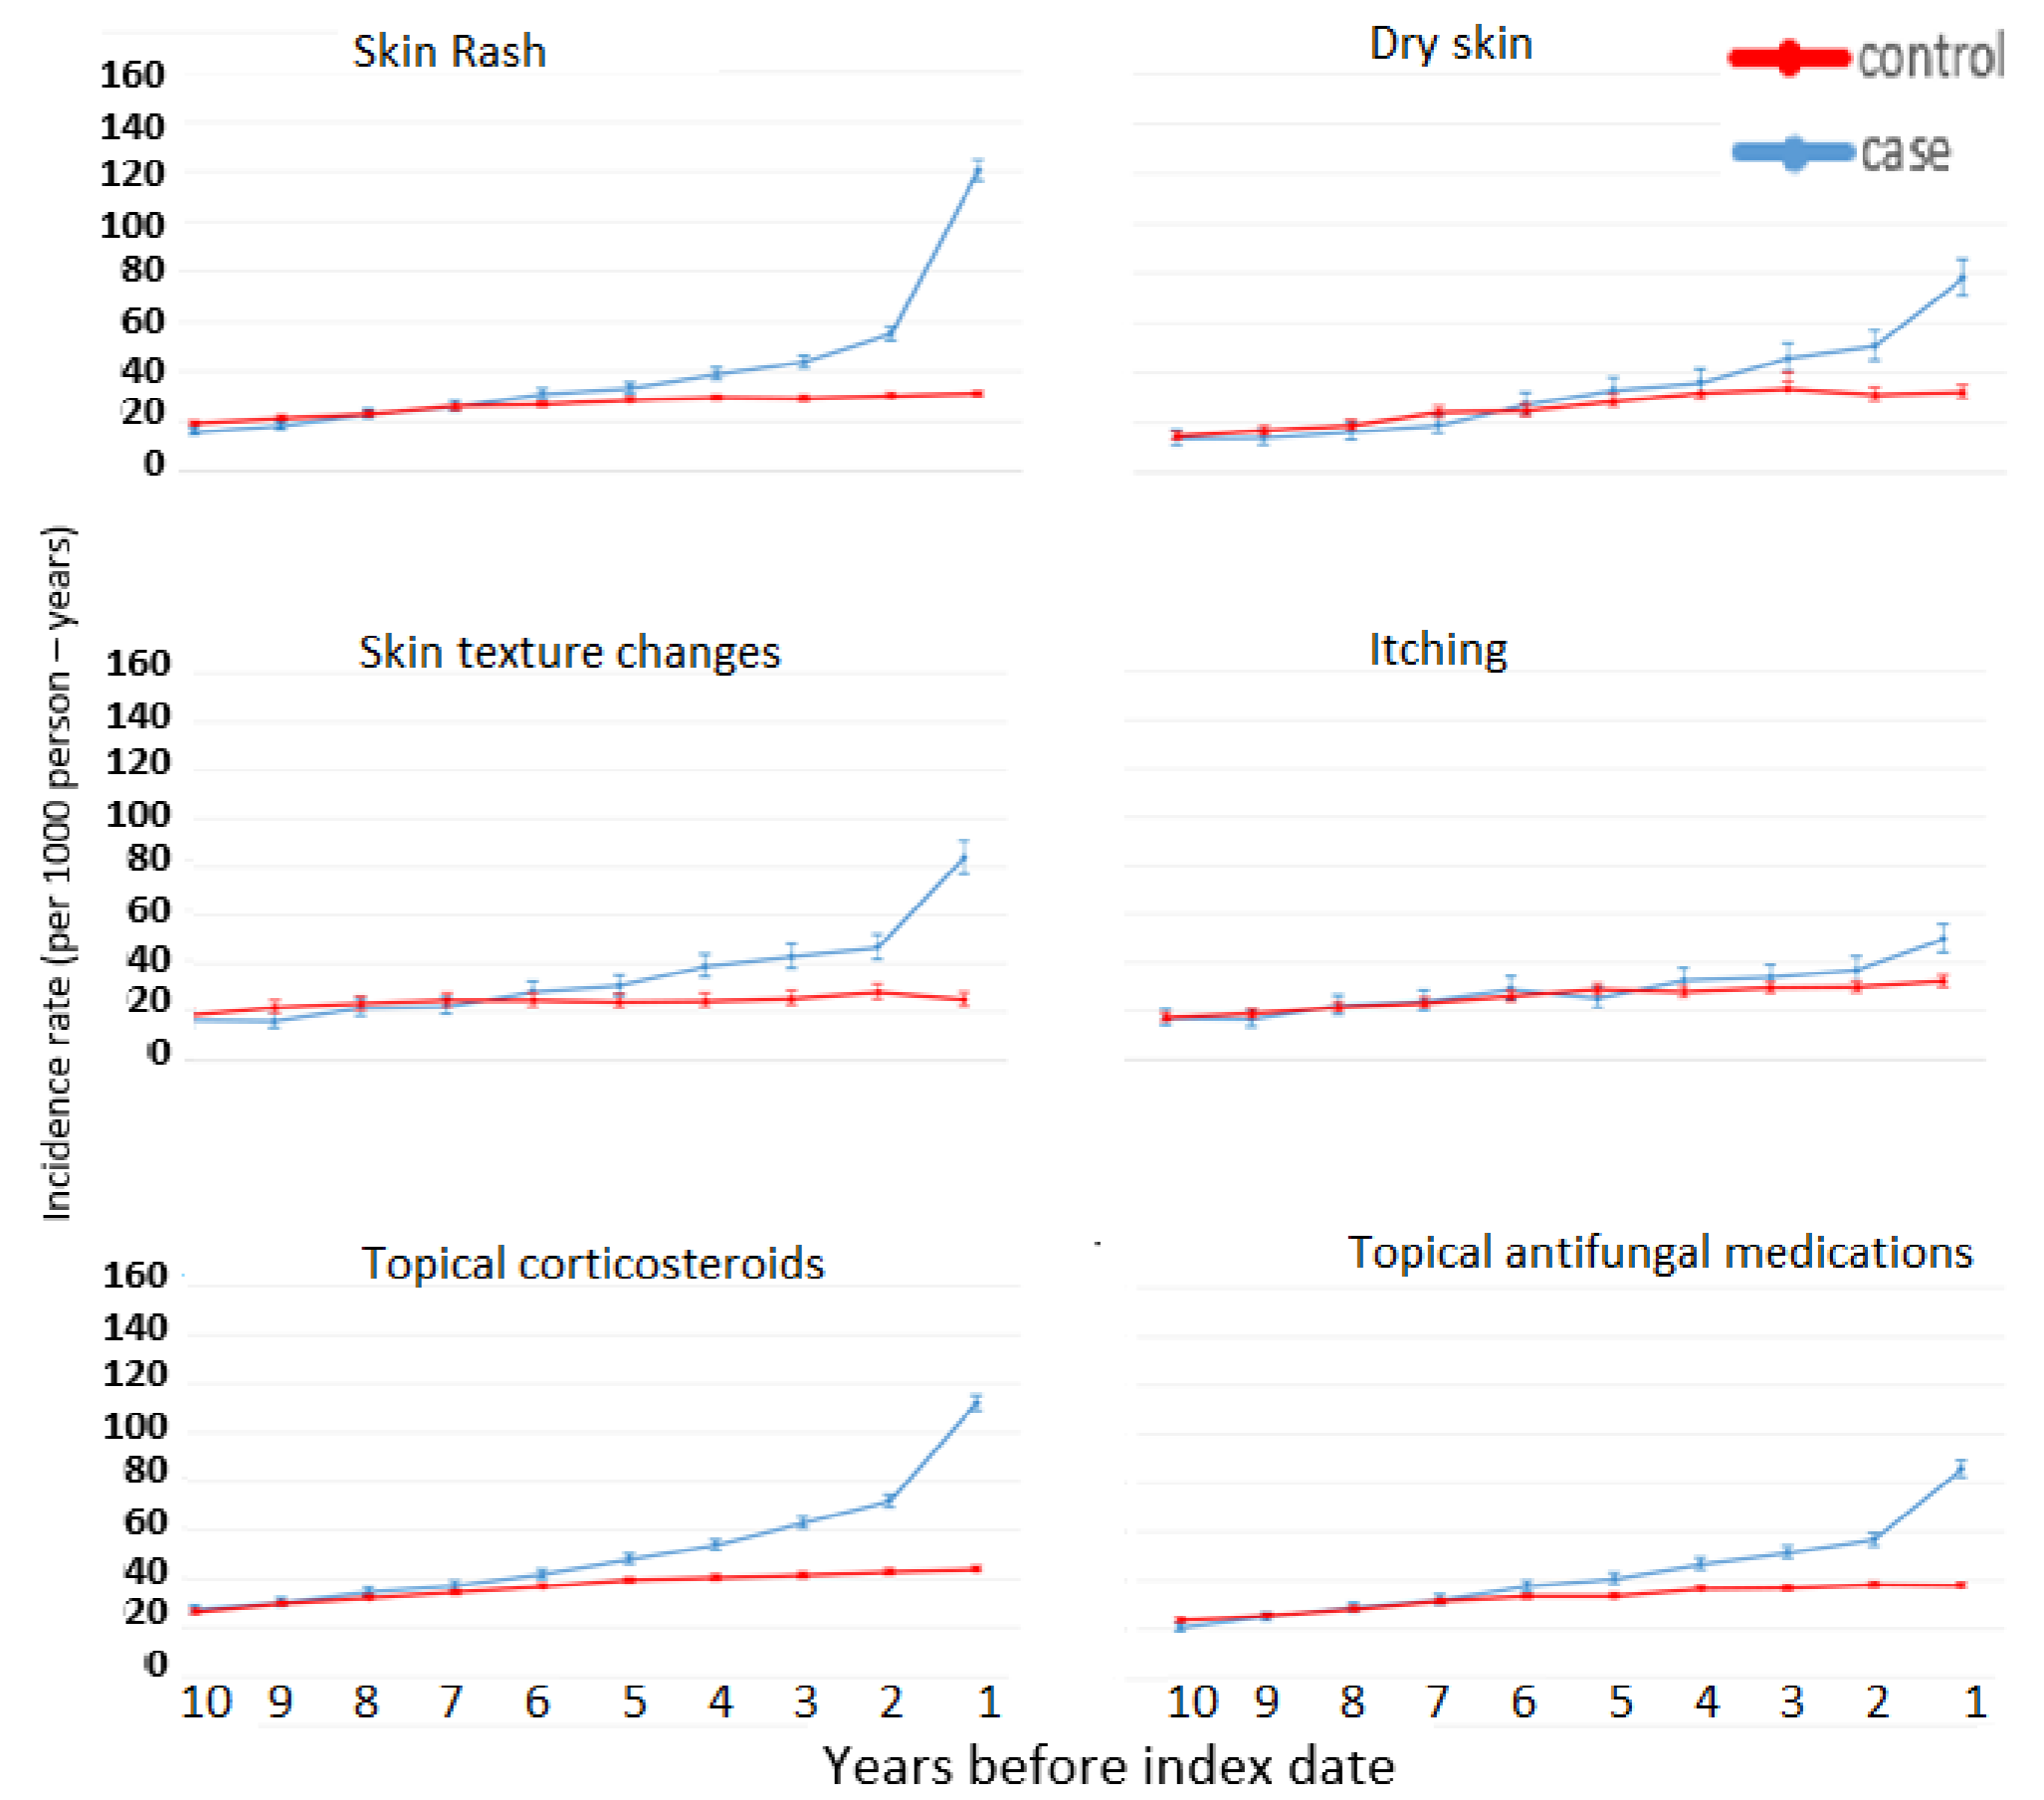 Skin Rash
Dry skin
control
case
160
140
120
100
80
60
40
20
0
Incidence rate (per 1000 person – years)
Skin texture changes
Itching
160
140
120
100
80
60
40
20
0
Topical corticosteroids
Topical antifungal medications
160
140
120
100
80
60
40
20
0
10 9 8 7 6 5 4 3 2 1
10 9 8 7 6 5 4 3 2 1
Years before index date